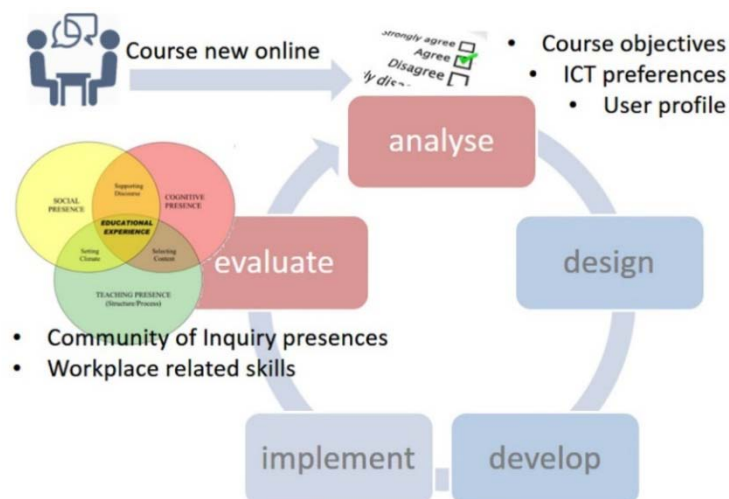 Course new online
Strongly agree
Agree
Disagree
• Course objectives
• ICT preferences
• User profile
analyse
design
develop
implement
evaluate
SOCIAL
PRESENCE
Supporting
Discourse
COGNITIVE
PRESENCE
EDUCATIONAL
EXPERIENCE
Setting
Climate
Selecting
Content
TEACHING PRESENCE
(Structure/Process)
• Community of Inquiry presences
• Workplace related skills